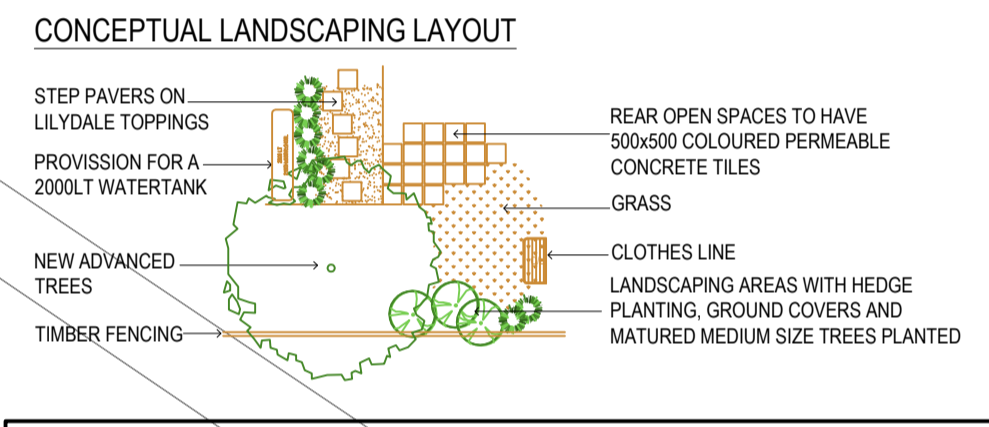 CONCEPTUAL LANDSCAPING LAYOUT
STEP PAVERS ON
LILYDALE TOPPINGS
PROVISSION FOR A
2000LT WATERTANK
NEW ADVANCED
TREES
TIMBER FENCING
REAR OPEN SPACES TO HAVE
500x500 COLOURED PERMEABLE
CONCRETE TILES
GRASS
CLOTHES LINE
LANDSCAPING AREAS WITH HEDGE
PLANTING, GROUND COVERS AND
MATURED MEDIUM SIZE TREES PLANTED